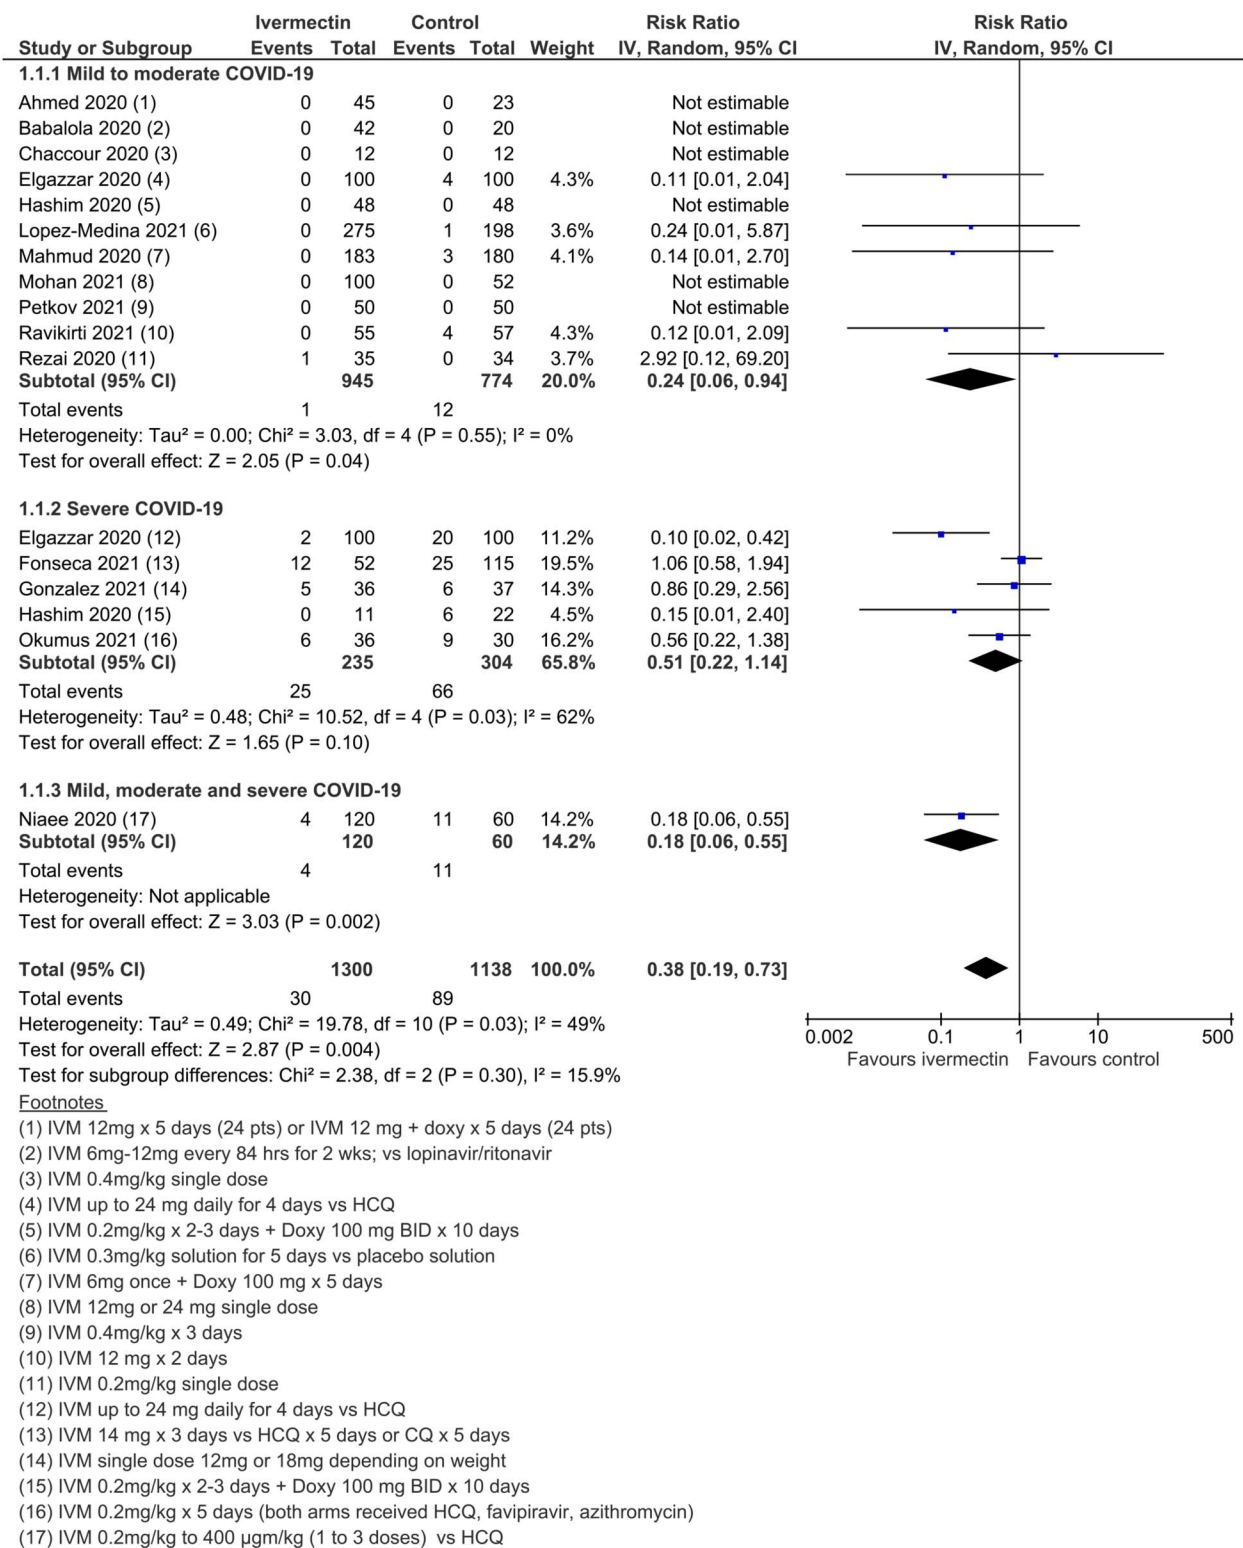 Ivermectin Control Risk Ratio Risk Ratio
Study or Subgroup Events Total Events Total Weight IV, Random, 95% CI IV, Random, 95% CI
1.1.1 Mild to moderate COVID-19
Ahmed 2020 (1) 0 45 0 23 Not estimable
Babalola 2020 (2) 0 42 0 20 Not estimable
Chaccour 2020 (3) 0 12 0 12 Not estimable
Elgazzar 2020 (4) 0 100 4 100 4.3% 0.11 [0.01, 2.04]
Hashim 2020 (5) 0 48 0 48 Not estimable
Lopez-Medina 2021 (6) 0 275 1 198 3.6% 0.24 [0.01, 5.87]
Mahmud 2020 (7) 0 183 3 180 4.1% 0.14 [0.01, 2.70]
Mohan 2021 (8) 0 100 0 52 Not estimable
Petkov 2021 (9) 0 50 0 50 Not estimable
Ravikirti 2021 (10) 0 55 4 57 4.3% 0.12 [0.01, 2.09]
Rezai 2020 (11) 1 35 0 34 3.7% 2.92 [0.12, 69.20]
Subtotal (95% CI) 945 774 20.0% 0.24 [0.06, 0.94]
Total events 1 12
Heterogeneity: Tau² = 0.00; Chi² = 3.03, df = 4 (P = 0.55); I² = 0%
Test for overall effect: Z = 2.05 (P = 0.04)
1.1.2 Severe COVID-19
Elgazzar 2020 (12) 2 100 20 100 11.2% 0.10 [0.02, 0.42]
Fonseca 2021 (13) 12 52 25 115 19.5% 1.06 [0.58, 1.94]
Gonzalez 2021 (14) 5 36 6 37 14.3% 0.86 [0.29, 2.56]
Hashim 2020 (15) 0 11 6 22 4.5% 0.15 [0.01, 2.40]
Okumus 2021 (16) 6 36 9 30 16.2% 0.56 [0.22, 1.38]
Subtotal (95% CI) 235 304 65.8% 0.51 [0.22, 1.14]
Total events 25 66
Heterogeneity: Tau² = 0.48; Chi² = 10.52, df = 4 (P = 0.03); I² = 62%
Test for overall effect: Z = 1.65 (P = 0.10)
1.1.3 Mild, moderate and severe COVID-19
Niaee 2020 (17) 4 120 11 60 14.2% 0.18 [0.06, 0.55]
Subtotal (95% CI) 120 60 14.2% 0.18 [0.06, 0.55]
Total events 4 11
Heterogeneity: Not applicable
Test for overall effect: Z = 3.03 (P = 0.002)
Total (95% CI) 1300 1138 100.0% 0.38 [0.19, 0.73]
Total events 30 89
Heterogeneity: Tau² = 0.49; Chi² = 19.78, df = 10 (P = 0.03); I² = 49%
Test for overall effect: Z = 2.87 (P = 0.004)
Test for subgroup differences: Chi² = 2.38, df = 2 (P = 0.30), I² = 15.9%
0.002 0.1 1 10 500
Favours ivermectin Favours control
Footnotes
(1) IVM 12mg x 5 days (24 pts) or IVM 12 mg + doxy x 5 days (24 pts)
(2) IVM 6mg-12mg every 84 hrs for 2 wks; vs lopinavir/ritonavir
(3) IVM 0.4mg/kg single dose
(4) IVM up to 24 mg daily for 4 days vs HCQ
(5) IVM 0.2mg/kg x 2-3 days + Doxy 100 mg BID x 10 days
(6) IVM 0.3mg/kg solution for 5 days vs placebo solution
(7) IVM 6mg once + Doxy 100 mg x 5 days
(8) IVM 12mg or 24 mg single dose
(9) IVM 0.4mg/kg x 3 days
(10) IVM 12 mg x 2 days
(11) IVM 0.2mg/kg single dose
(12) IVM up to 24 mg daily for 4 days vs HCQ
(13) IVM 14 mg x 3 days vs HCQ x 5 days or CQ x 5 days
(14) IVM single dose 12mg or 18mg depending on weight
(15) IVM 0.2mg/kg x 2-3 days + Doxy 100 mg BID x 10 days
(16) IVM 0.2mg/kg x 5 days (both arms received HCQ, favipiravir, azithromycin)
(17) IVM 0.2mg/kg to 400 µgm/kg (1 to 3 doses) vs HCQ